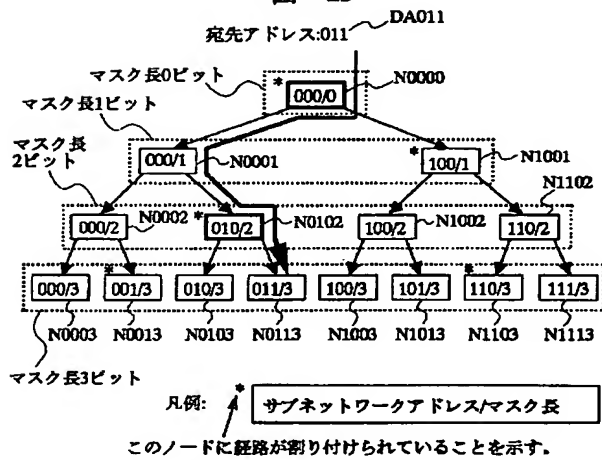 宛先アドレス:011
DA011
マスク長0ビット
* 000/0
N0000
マスク長1ビット
000/1
N0001
* 100/1
N1001
マスク長
2ビット
000/2
N0002
* 010/2
N0102
100/2
N1002
110/2
N1102
000/3 * 001/3 010/3 011/3 100/3 101/3 * 110/3 111/3
N0003 N0013 N0103 N0113 N1003 N1013 N1103 N1113
マスク長3ビット
凡例: * サブネットワークアドレス/マスク長
このノードに経路が割り付けられていることを示す。